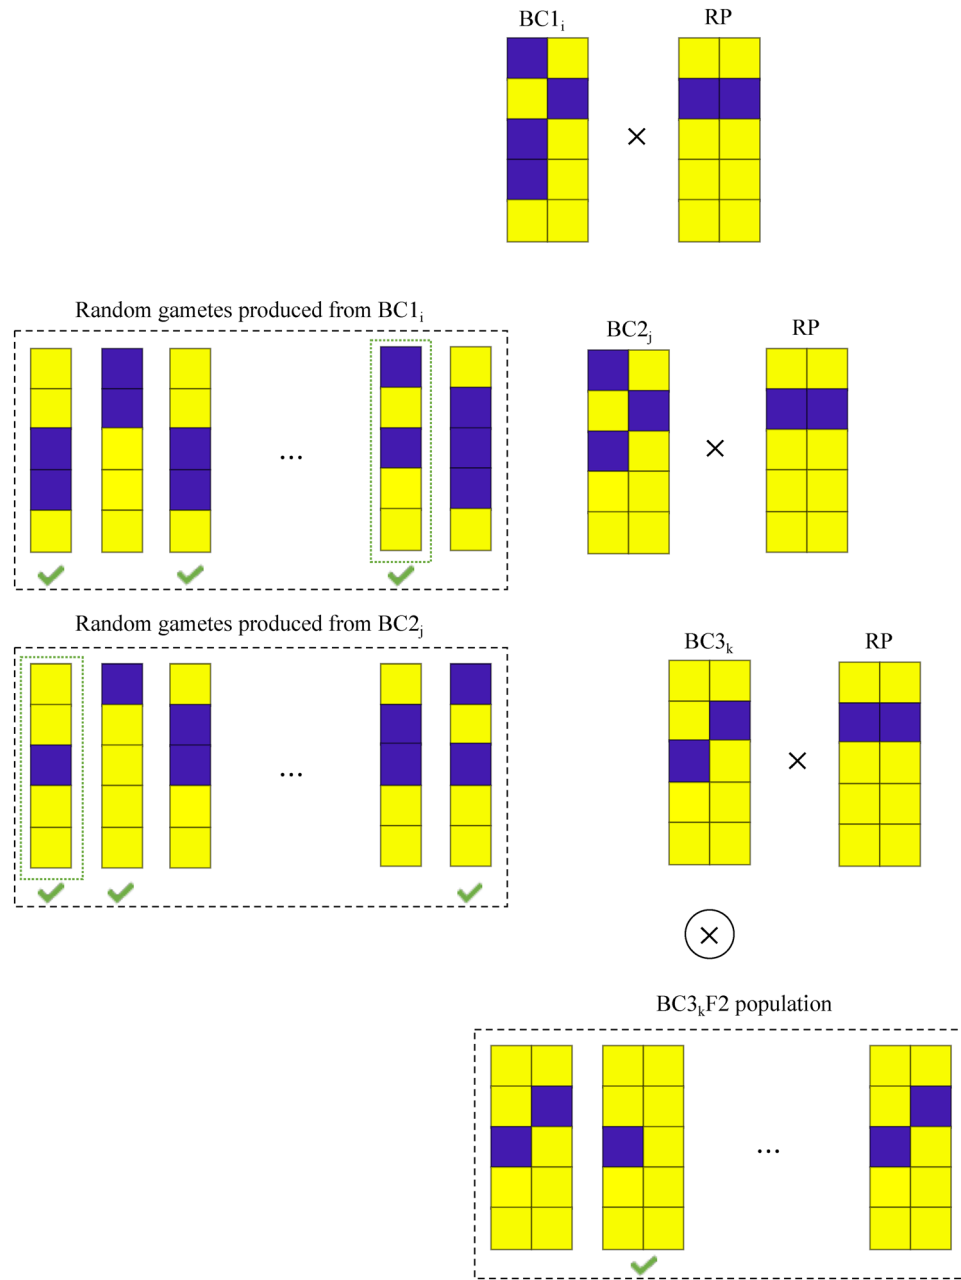 BC1i RP
×
Random gametes produced from BC1i
BC2j RP
...
×
Random gametes produced from BC2j
BC3k RP
...
×
×
BC3kF2 population
...